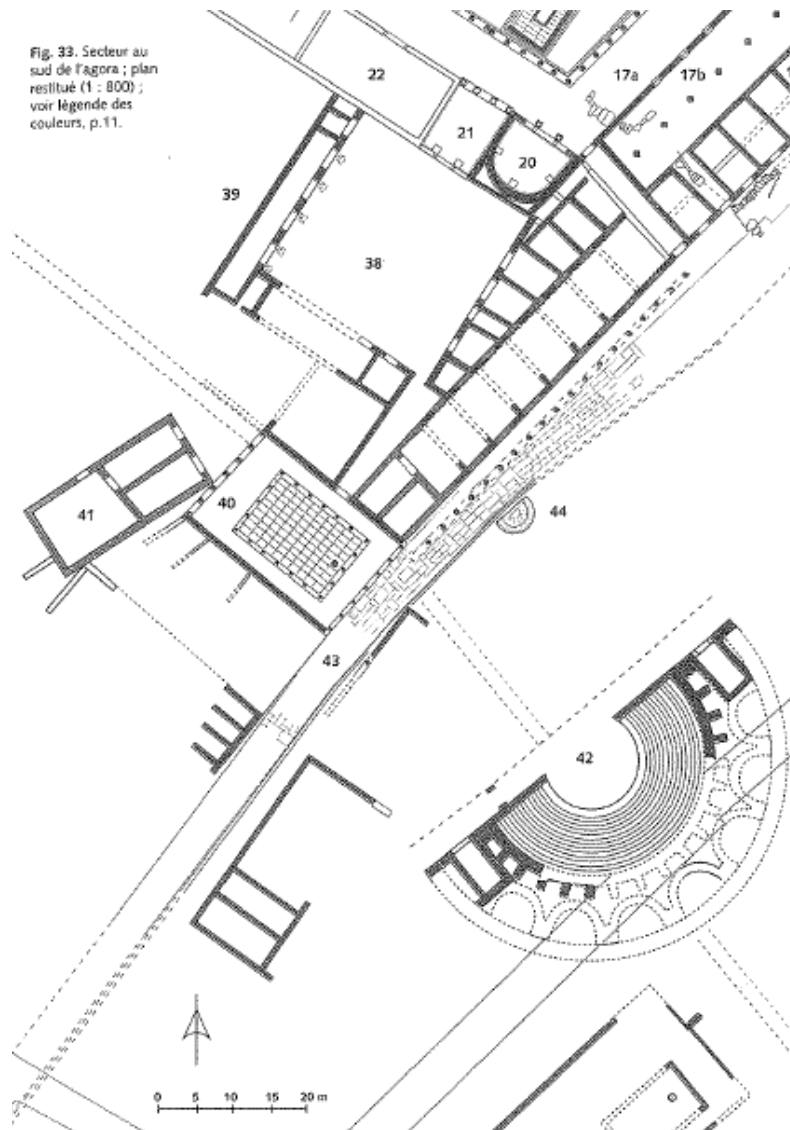 Fig. 33. Secteur au
sud de l'agora ; plan
restitué (1 : 800) ;
voir légende des
couleurs, p.11.
22
17a
17b
21
20
39
38
40
41
44
43
42
0 5 10 15 20 m